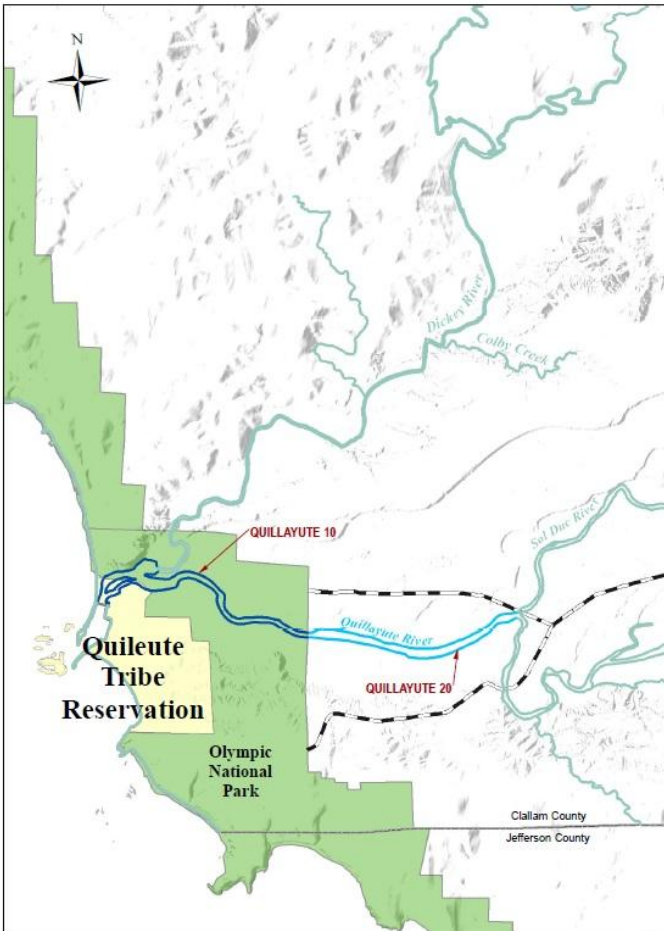 N
Dickey River
Colby Creek
Sol Duc River
QUILLAYUTE 10
Quillayute River
QUILLAYUTE 20
Quileute
Tribe
Reservation
Olympic
National
Park
Clallam County
Jefferson County